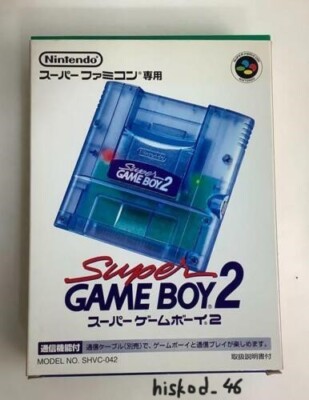 Nintendo®
スーパーファミコン®専用
Super
GAME BOY.2
Super
GAME BOY®2
スーパーゲームボーイ®2
通信機能付 通信ケーブル(別売)で、ゲームボーイと通信プレイが楽しめます。
MODEL NO. SHVC-042 取扱説明書付
hiskod_46